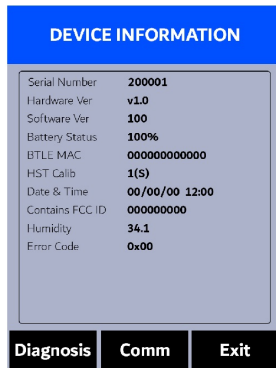 DEVICE INFORMATION
Serial Number 200001
Hardware Ver v1.0
Software Ver 100
Battery Status 100%
BTLE MAC 000000000000
HST Calib 1(S)
Date & Time 00/00/00 12:00
Contains FCC ID 000000000
Humidity 34.1
Error Code 0x00
Diagnosis Comm Exit